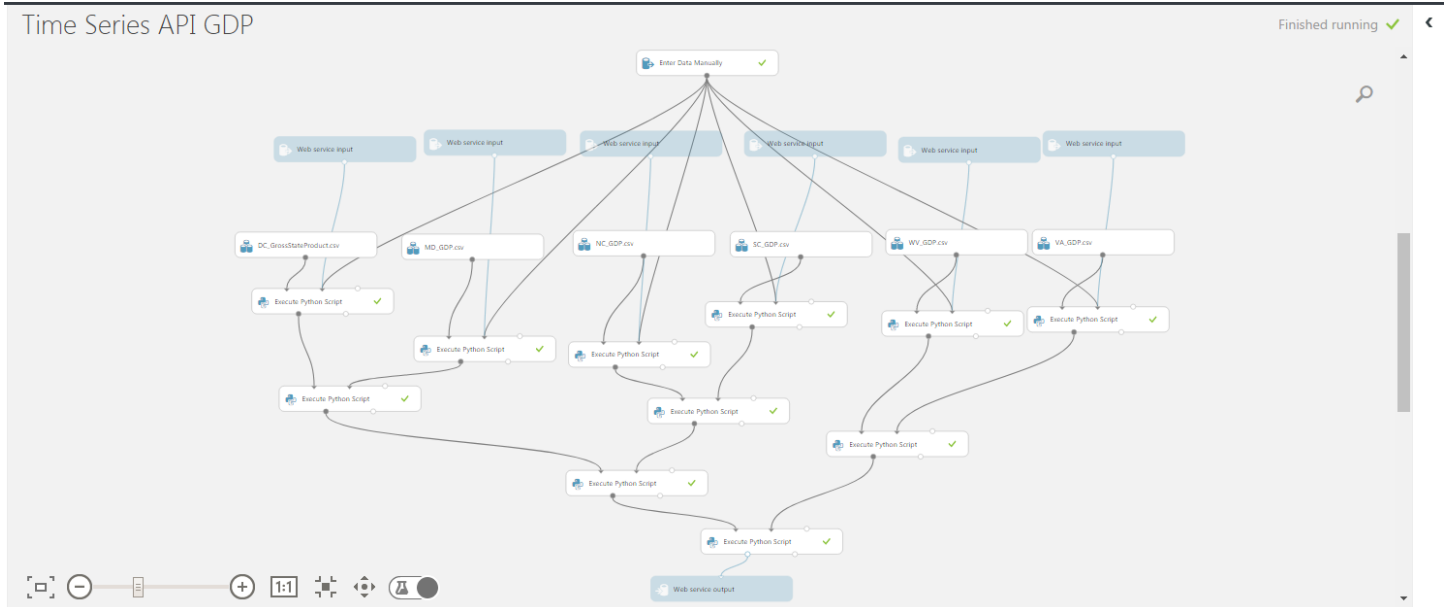 Time Series API GDP
Finished running
Enter Data Manually
Web service input
Web service input
Web service input
Web service input
Web service input
Web service input
DC_GrossStateProduct.csv
MD_GDP.csv
NC_GDP.csv
SC_GDP.csv
WV_GDP.csv
VA_GDP.csv
Execute Python Script
Execute Python Script
Execute Python Script
Execute Python Script
Execute Python Script
Execute Python Script
Execute Python Script
Execute Python Script
Execute Python Script
Execute Python Script
Execute Python Script
Web service output
1:1